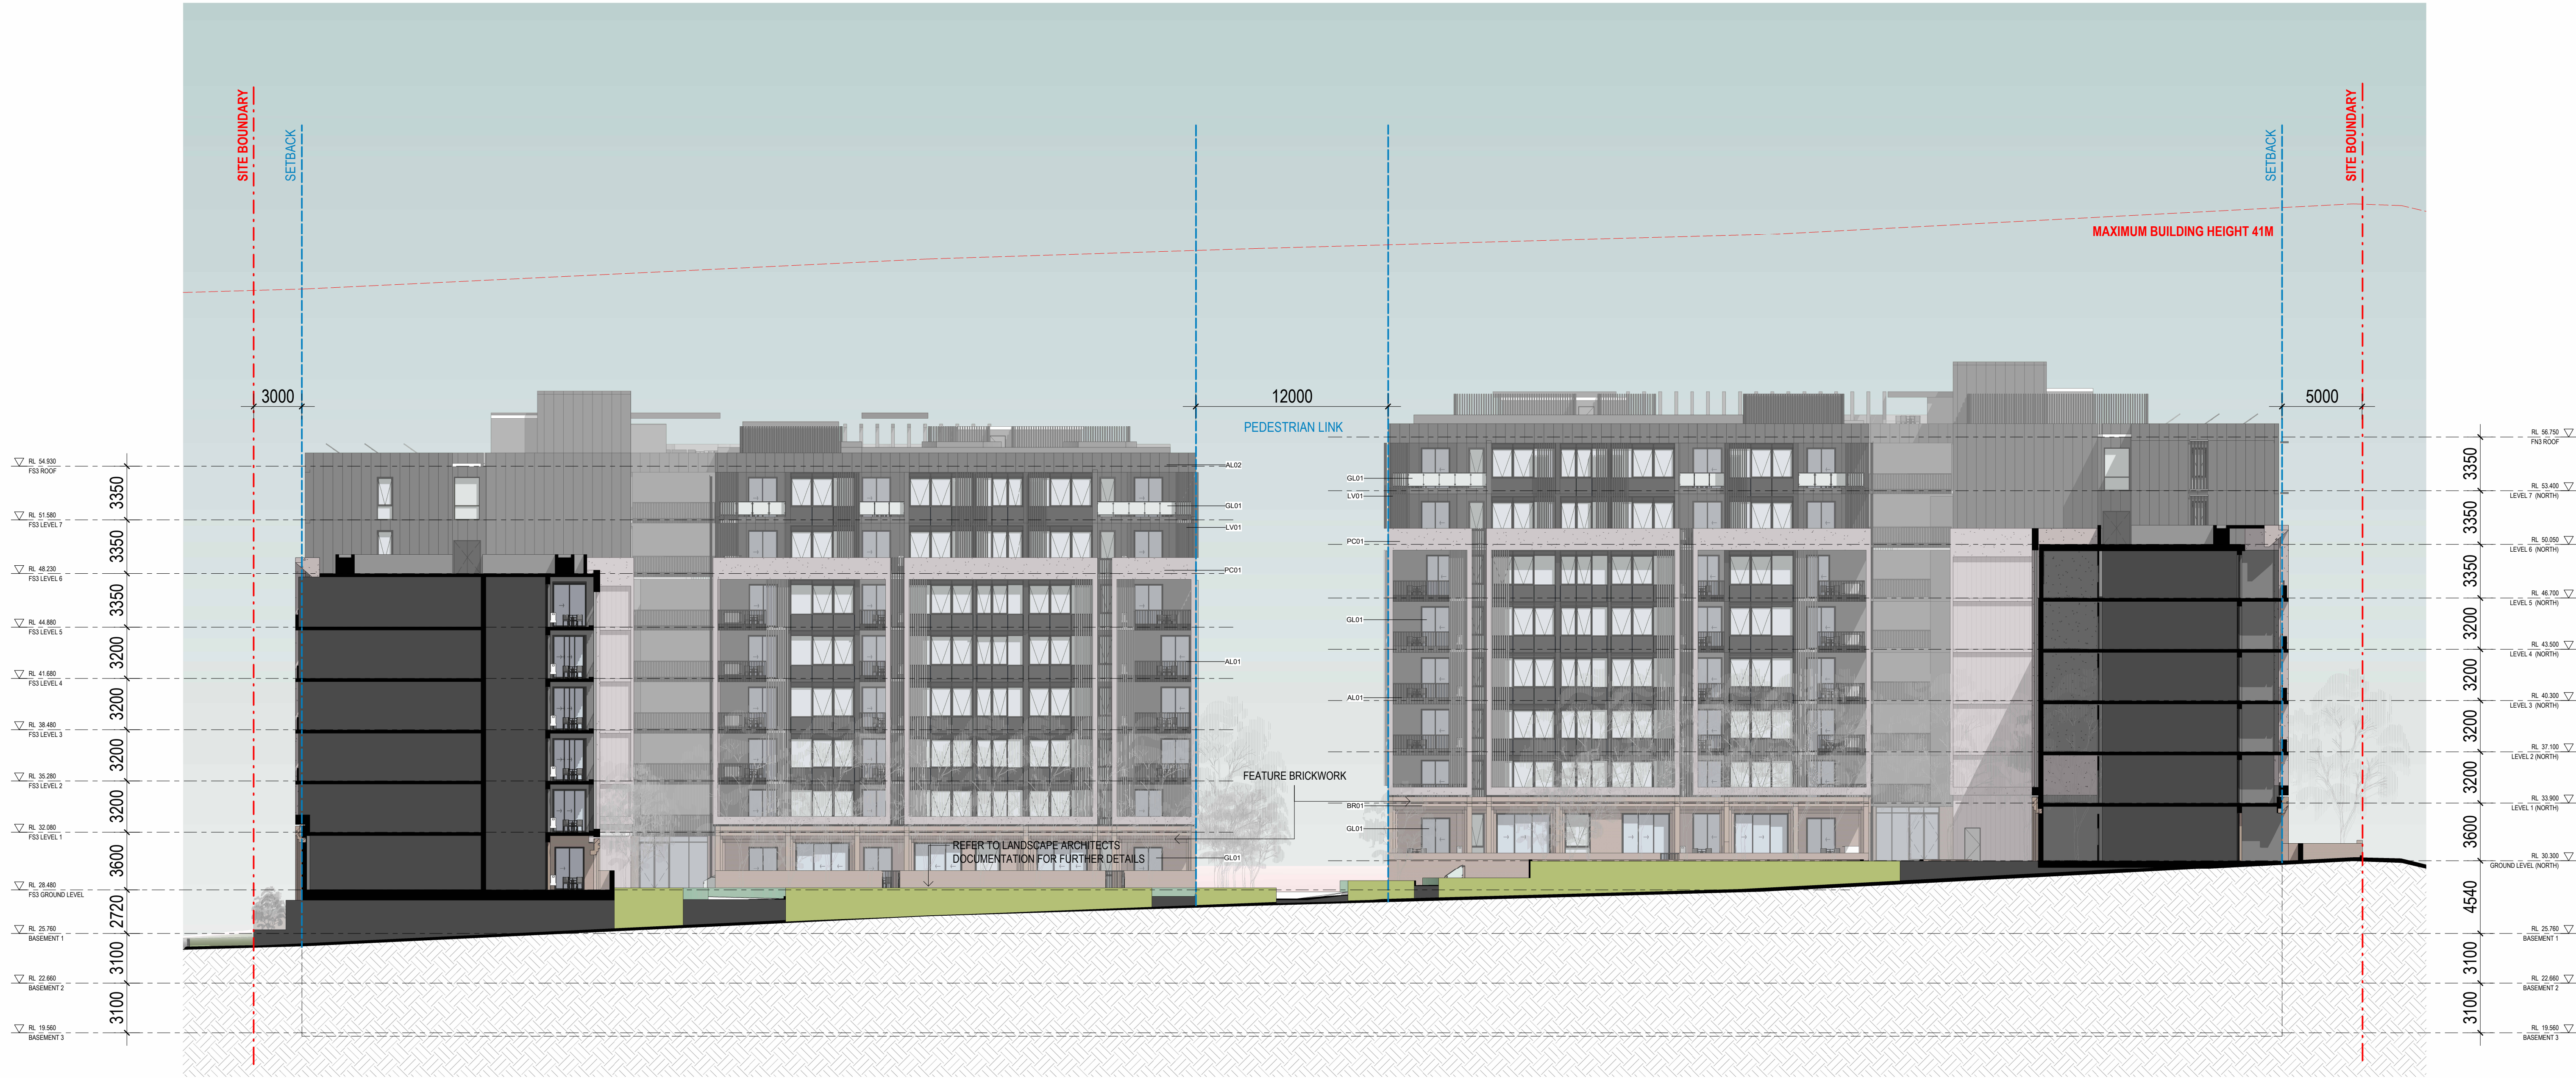 SITE BOUNDARY
SETBACK
SETBACK
SITE BOUNDARY
MAXIMUM BUILDING HEIGHT 41M
3000
12000
5000
PEDESTRIAN LINK
RL 54.930
FS3 ROOF
3350
RL 51.580
FS3 LEVEL 7
3350
RL 48.230
FS3 LEVEL 6
3350
RL 44.880
FS3 LEVEL 5
3200
RL 41.680
FS3 LEVEL 4
3200
RL 38.480
FS3 LEVEL 3
3200
RL 35.280
FS3 LEVEL 2
3200
RL 32.080
FS3 LEVEL 1
3600
RL 28.480
FS3 GROUND LEVEL
2720
RL 25.760
BASEMENT 1
3100
RL 22.660
BASEMENT 2
3100
RL 19.560
BASEMENT 3
AL02
GL01
LV01
PC01
AL01
GL01
GL01
LV01
PC01
GL01
AL01
BR01
GL01
FEATURE BRICKWORK
REFER TO LANDSCAPE ARCHITECTS
DOCUMENTATION FOR FURTHER DETAILS
RL 56.750
FN3 ROOF
3350
RL 53.400
LEVEL 7 (NORTH)
3350
RL 50.050
LEVEL 6 (NORTH)
3350
RL 46.700
LEVEL 5 (NORTH)
3200
RL 43.500
LEVEL 4 (NORTH)
3200
RL 40.300
LEVEL 3 (NORTH)
3200
RL 37.100
LEVEL 2 (NORTH)
3200
RL 33.900
LEVEL 1 (NORTH)
3600
RL 30.300
GROUND LEVEL (NORTH)
4540
RL 25.760
BASEMENT 1
3100
RL 22.660
BASEMENT 2
3100
RL 19.560
BASEMENT 3